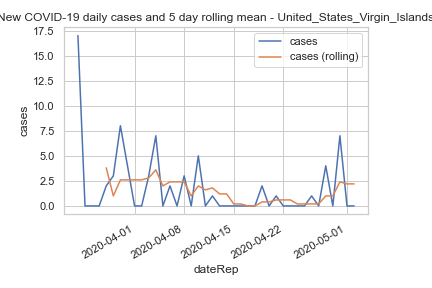 New COVID-19 daily cases and 5 day rolling mean - United_States_Virgin_Islands
17.5
15.0
12.5
10.0
7.5
5.0
2.5
0.0
cases
cases
cases (rolling)
2020-04-01
2020-04-08
2020-04-15
2020-04-22
2020-05-01
dateRep